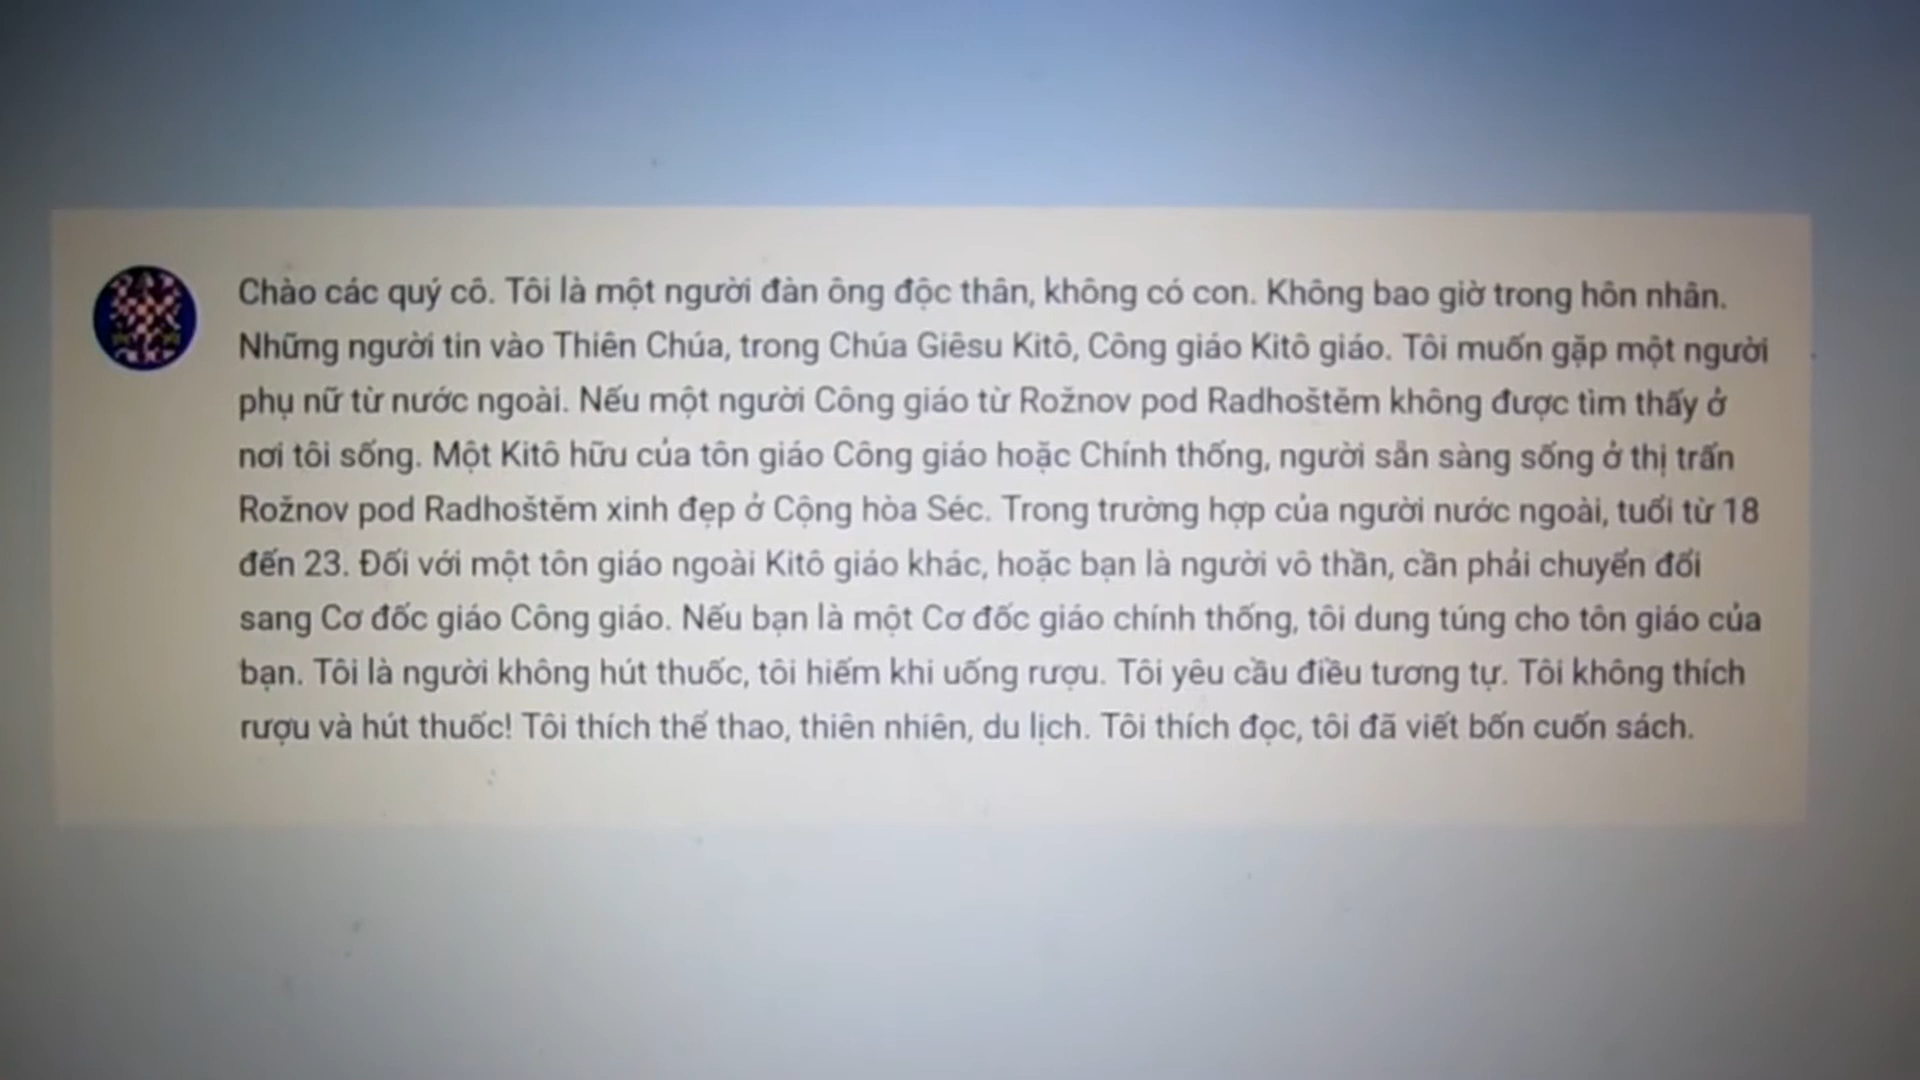 Chào các quý cô. Tôi là một người đàn ông độc thân, không có con. Không bao giờ trong hôn nhân.
Những người tin vào Thiên Chúa, trong Chúa Giêsu Kitô, Công giáo Kitô giáo. Tôi muốn gặp một người
phụ nữ từ nước ngoài. Nếu một người Công giáo từ Rožnov pod Radhoštěm không được tìm thấy ở
nơi tôi sống. Một Kitô hữu của tôn giáo Công giáo hoặc Chính thống, người sẵn sàng sống ở thị trấn
Rožnov pod Radhoštěm xinh đẹp ở Cộng hòa Séc. Trong trường hợp của người nước ngoài, tuổi từ 18
đến 23. Đối với một tôn giáo ngoài Kitô giáo khác, hoặc bạn là người vô thần, cần phải chuyển đổi
sang Cơ đốc giáo Công giáo. Nếu bạn là một Cơ đốc giáo chính thống, tôi dung túng cho tôn giáo của
bạn. Tôi là người không hút thuốc, tôi hiếm khi uống rượu. Tôi yêu cầu điều tương tự. Tôi không thích
rượu và hút thuốc! Tôi thích thể thao, thiên nhiên, du lịch. Tôi thích đọc, tôi đã viết bốn cuốn sách.